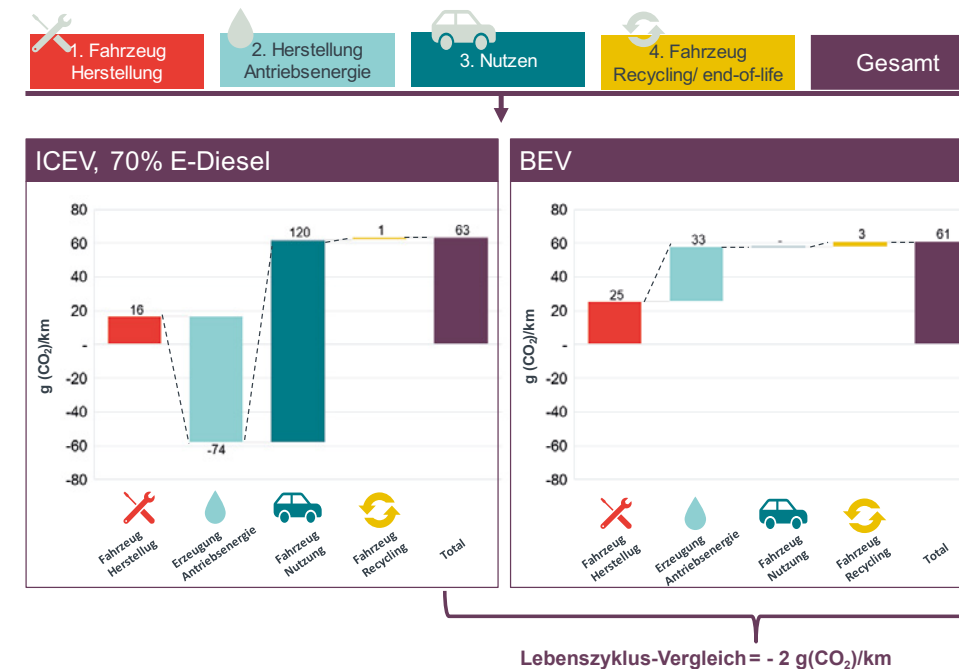 1. Fahrzeug
Herstellung
2. Herstellung
Antriebsenergie
3. Nutzen
4. Fahrzeug
Recycling/ end-of-life
Gesamt
ICEV, 70% E-Diesel
g (CO₂)/km
80
60
40
20
-
-20
-40
-60
-80
16
-74
120
1
63
Fahrzeug
Herstellug
Erzeugung
Antriebsenergie
Fahrzeug
Nutzung
Fahrzeug
Recycling
Total
BEV
g (CO₂)/km
80
60
40
20
-
-20
-40
-60
-80
25
33
-
3
61
Fahrzeug
Herstellug
Erzeugung
Antriebsenergie
Fahrzeug
Nutzung
Fahrzeug
Recycling
Total
Lebenszyklus-Vergleich = - 2 g(CO₂)/km